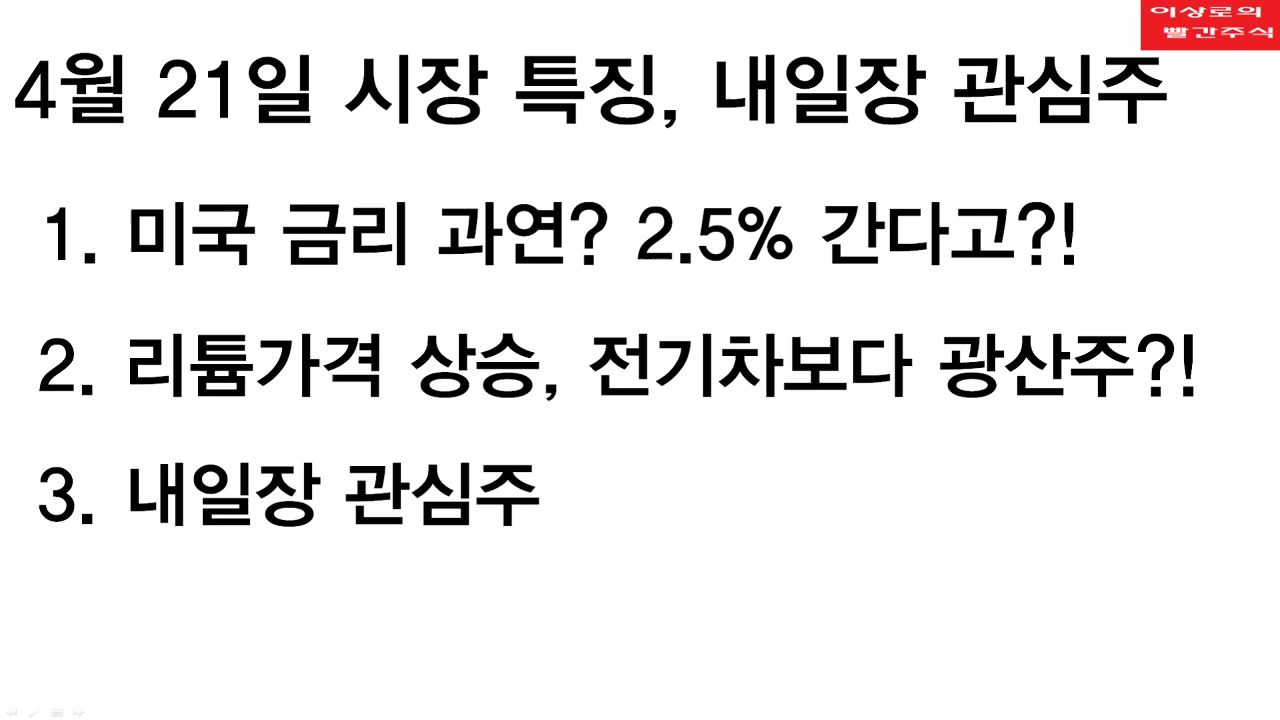 이상로의
빨간주식
4월 21일 시장 특징, 내일장 관심주
1. 미국 금리 과연? 2.5% 간다고?!
2. 리튬가격 상승, 전기차보다 광산주?!
3. 내일장 관심주